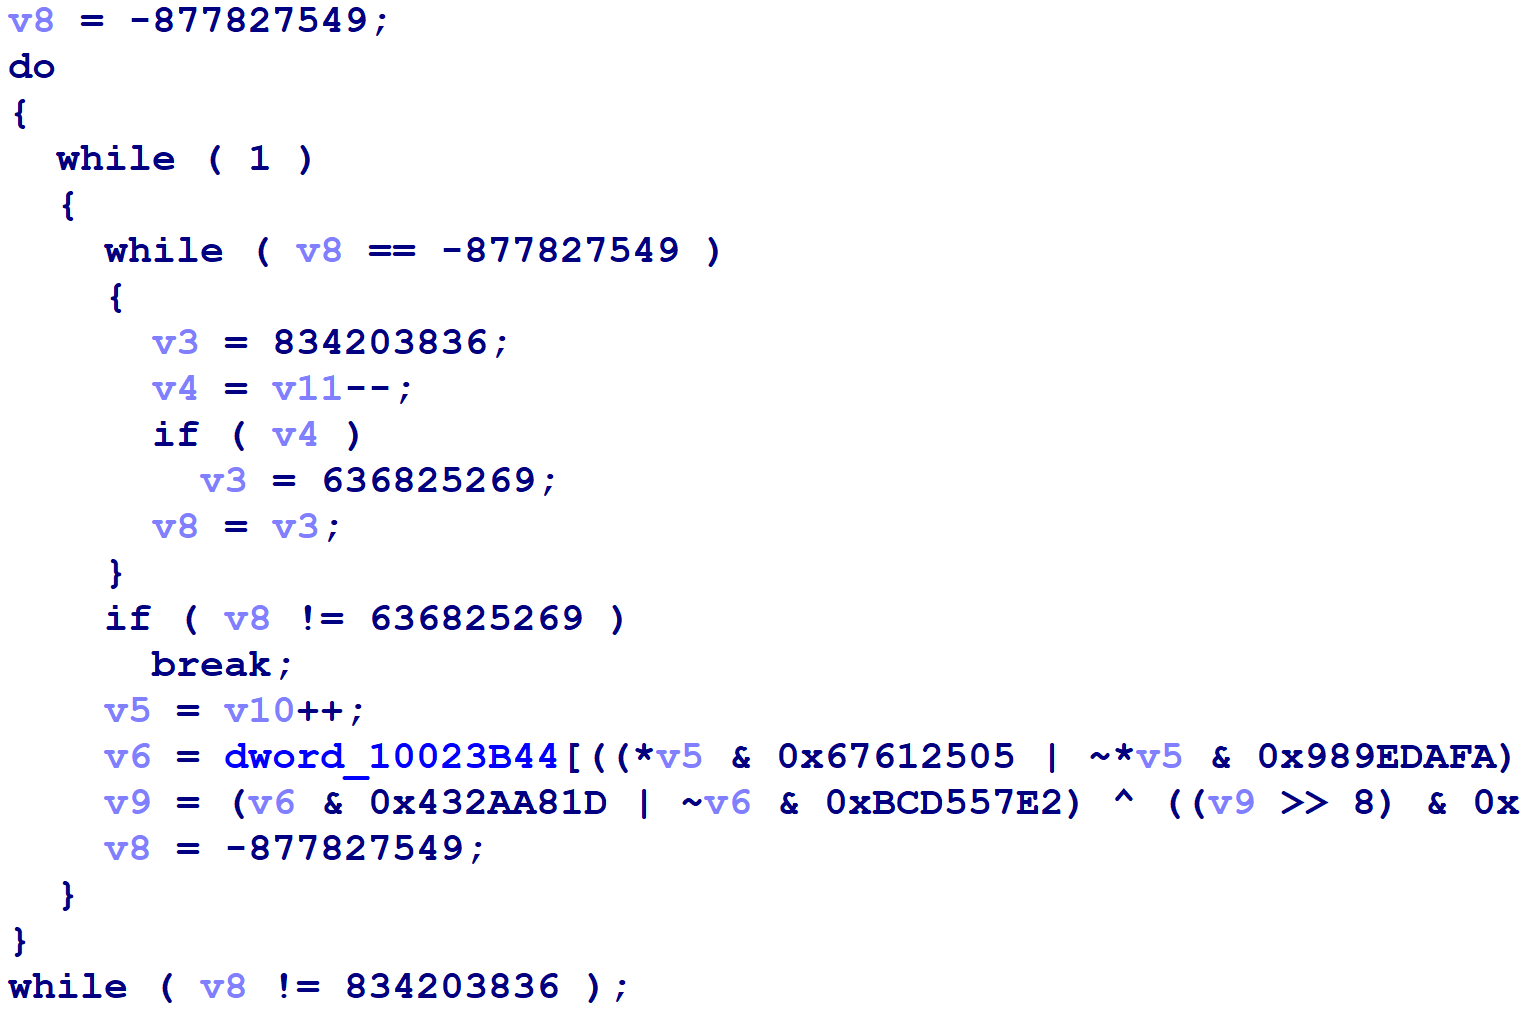 v8 = -877827549;
do
{
  while ( 1 )
  {
    while ( v8 == -877827549 )
    {
      v3 = 834203836;
      v4 = v11--;
      if ( v4 )
        v3 = 636825269;
      v8 = v3;
    }
    if ( v8 != 636825269 )
      break;
    v5 = v10++;
    v6 = dword_10023B44[((*v5 & 0x67612505 | ~*v5 & 0x989EDAFA)
    v9 = (v6 & 0x432AA81D | ~v6 & 0xBCD557E2) ^ ((v9 >> 8) & 0x
    v8 = -877827549;
  }
}
while ( v8 != 834203836 );